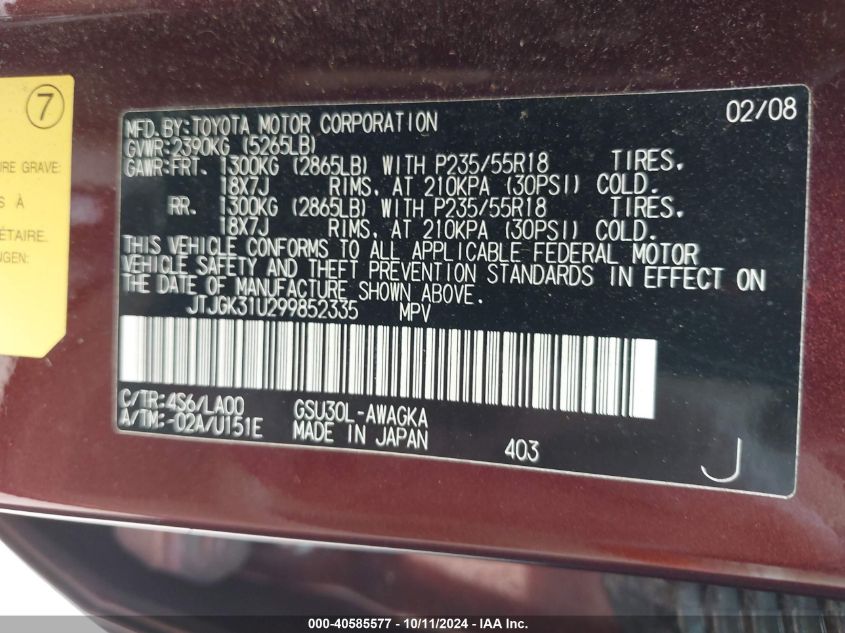 7
URE GRAVE:
S À
ÉTAIRE.
NGEN:
MFD. BY: TOYOTA MOTOR CORPORATION 02/08
GVWR: 2390KG (5265LB)
GAWR: FRT. 1300KG (2865LB) WITH P235/55R18 TIRES.
18X7J RIMS. AT 210KPA (30PSI) COLD.
RR. 1300KG (2865LB) WITH P235/55R18 TIRES.
18X7J RIMS. AT 210KPA (30PSI) COLD.
THIS VEHICLE CONFORMS TO ALL APPLICABLE FEDERAL MOTOR
VEHICLE SAFETY AND THEFT PREVENTION STANDARDS IN EFFECT ON
THE DATE OF MANUFACTURE SHOWN ABOVE.
JTJGK31U299852335 MPV
C/TR: 4S6/LA00 GSU30L-AWAGKA
A/TM: -02A/U151E MADE IN JAPAN 403
J
000-40585577 - 10/11/2024 - IAA Inc.